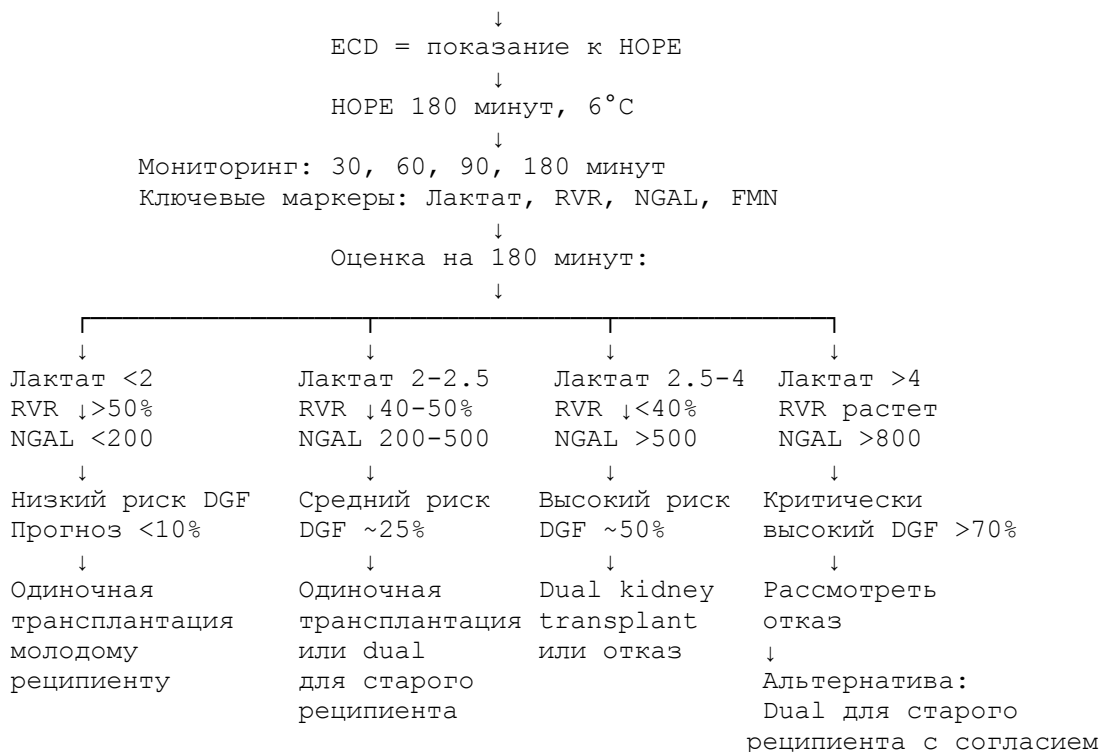 ↓
ECD = показание к HOPE
↓
HOPE 180 минут, 6°C
↓
Мониторинг: 30, 60, 90, 180 минут
Ключевые маркеры: Лактат, RVR, NGAL, FMN
↓
Оценка на 180 минут:
↓
↓ ↓ ↓ ↓
Лактат <2 Лактат 2-2.5 Лактат 2.5-4 Лактат >4
RVR ↓>50% RVR ↓40-50% RVR ↓<40% RVR растет
NGAL <200 NGAL 200-500 NGAL >500 NGAL >800
↓ ↓ ↓ ↓
Низкий риск DGF Средний риск Высокий риск Критически
Прогноз <10% DGF ~25% DGF ~50% высокий DGF >70%
↓ ↓ ↓ ↓
Одиночная Одиночная Dual kidney Рассмотреть
трансплантация трансплантация transplant отказ
молодому или dual или отказ ↓
реципиенту для старого Альтернатива:
реципиента Dual для старого
реципиента с согласием